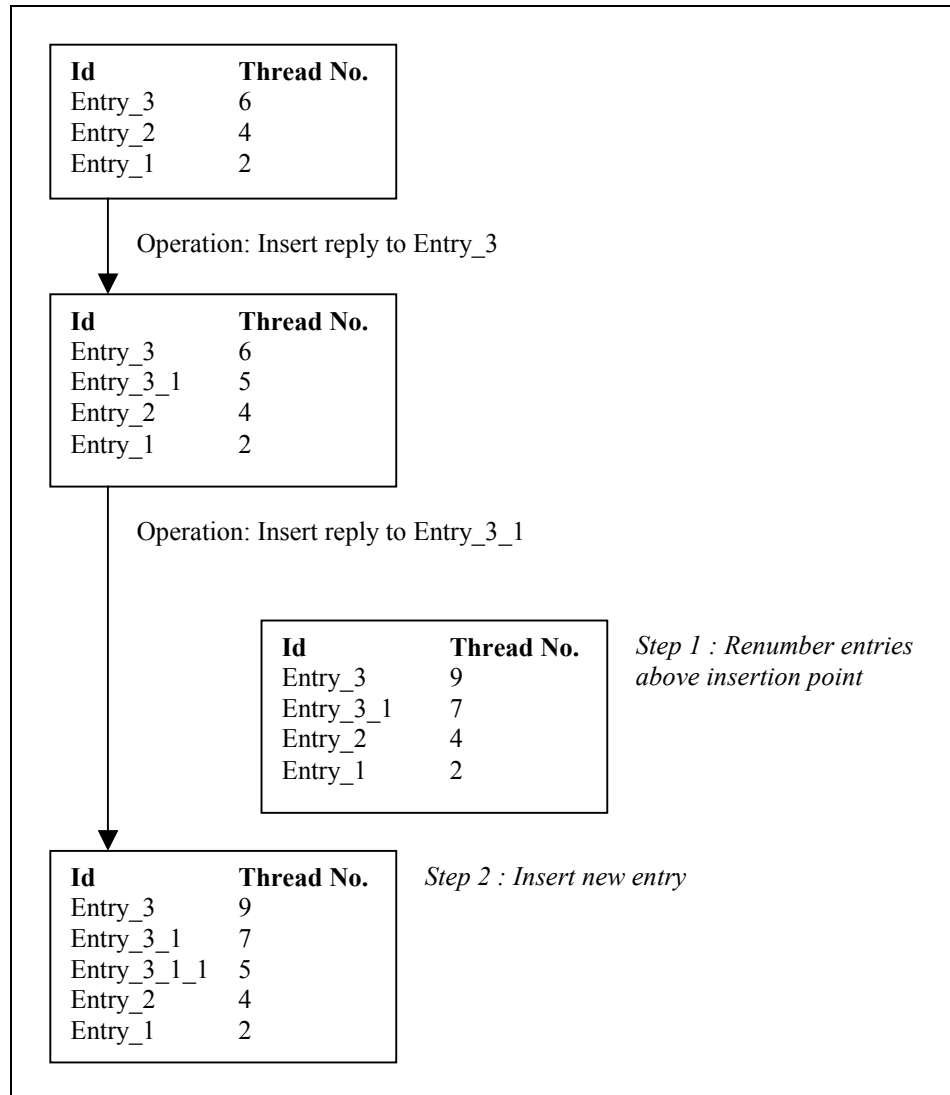 Id Thread No.
Entry_3 6
Entry_2 4
Entry_1 2
Operation: Insert reply to Entry_3
Id Thread No.
Entry_3 6
Entry_3_1 5
Entry_2 4
Entry_1 2
Operation: Insert reply to Entry_3_1
Id Thread No.
Entry_3 9
Entry_3_1 7
Entry_2 4
Entry_1 2
Step 1 : Renumber entries
above insertion point
Id Thread No.
Entry_3 9
Entry_3_1 7
Entry_3_1_1 5
Entry_2 4
Entry_1 2
Step 2 : Insert new entry